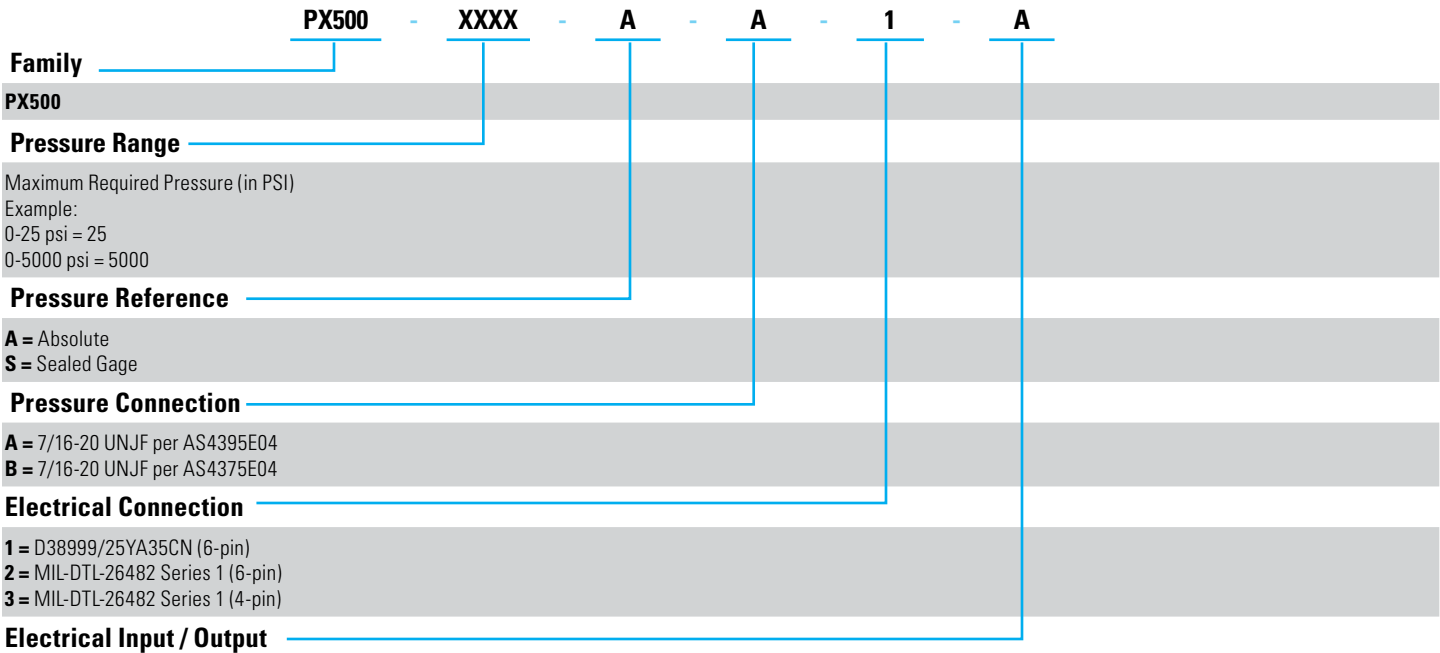 PX500 - XXXX - A - A - 1 - A
Family
PX500
Pressure Range
Maximum Required Pressure (in PSI)
Example:
0-25 psi = 25
0-5000 psi = 5000
Pressure Reference
A = Absolute
S = Sealed Gage
Pressure Connection
A = 7/16-20 UNJF per AS4395E04
B = 7/16-20 UNJF per AS4375E04
Electrical Connection
1 = D38999/25YA35CN (6-pin)
2 = MIL-DTL-26482 Series 1 (6-pin)
3 = MIL-DTL-26482 Series 1 (4-pin)
Electrical Input / Output